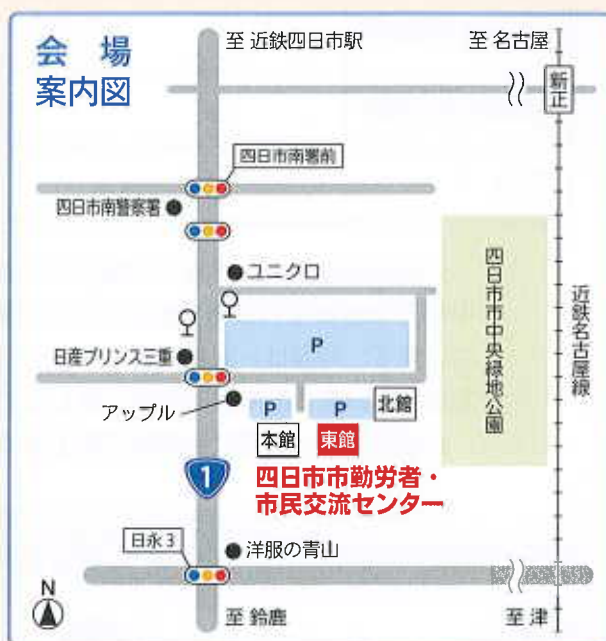 会 場
案内図
至 近鉄四日市駅
至 名古屋
新正
四日市南署前
四日市南警察署
ユニクロ
四日市市中央緑地公園
近鉄名古屋線
P
日産プリンス三重
アップル
P
P
北館
本館
東館
四日市市勤労者・
市民交流センター
1
日永 3
洋服の青山
N
至 鈴鹿
至 津